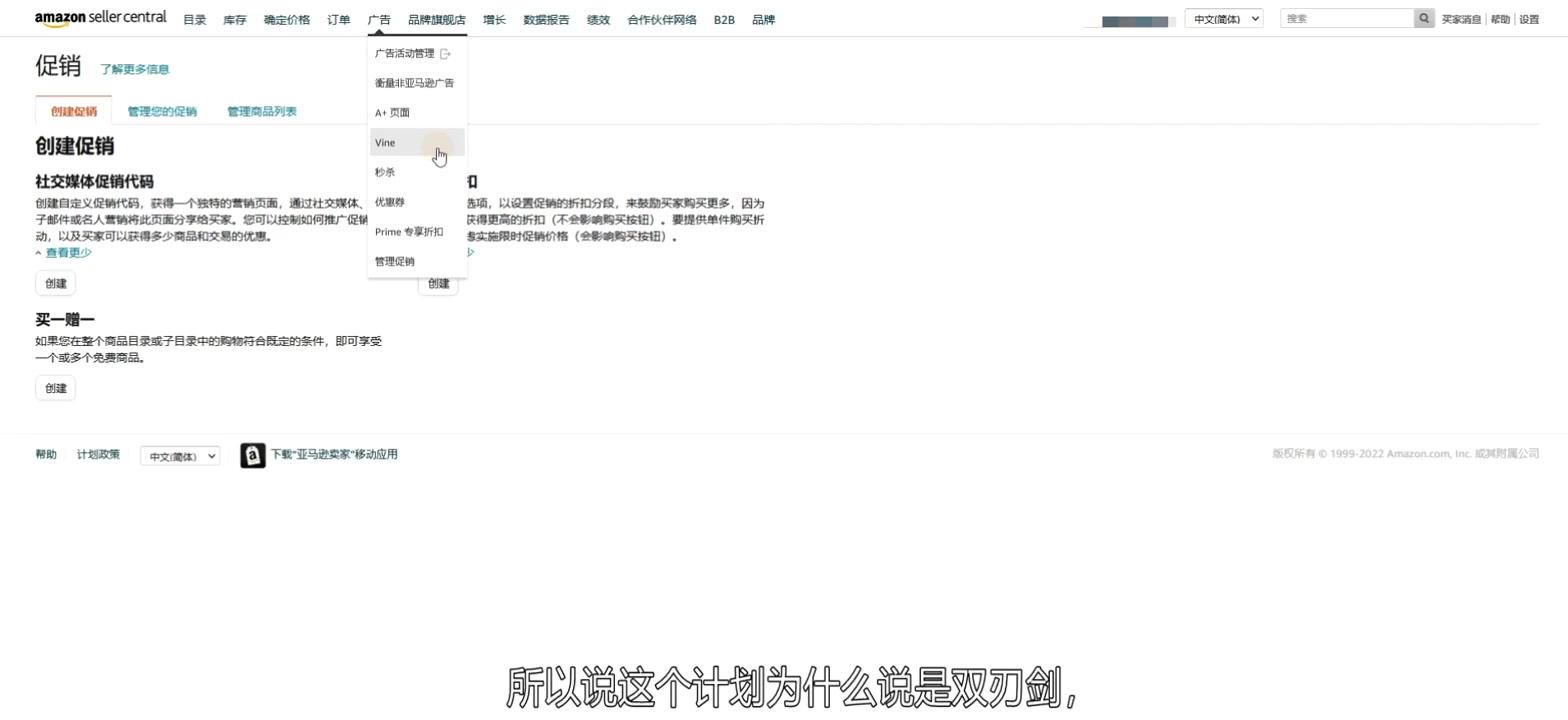 amazon seller central 目录 库存 确定价格 订单 广告 品牌旗舰店 增长 数据报告 绩效 合作伙伴网络 B2B 品牌 中文(简体) 搜索 买家消息 | 帮助 | 设置
促销 了解更多信息
创建促销 管理您的促销 管理商品列表
广告活动管理
衡量非亚马逊广告
A+ 页面
Vine
秒杀
优惠券
Prime 专享折扣
管理促销
创建促销
社交媒体促销代码
创建自定义促销代码，获得一个独特的营销页面，通过社交媒体、
子邮件或名人营销将此页面分享给买家。您可以控制如何推广促销
动，以及买家可以获得多少商品和交易的优惠。
查看更少
创建
扣
选项，以设置促销的折扣分段，来鼓励买家购买更多，因为
获得更高的折扣（不会影响购买按钮）。要提供单件购买折
实施限时促销价格（会影响购买按钮）。
创建
买一赠一
如果您在整个商品目录或子目录中的购物符合既定的条件，即可享受
一个或多个免费商品。
创建
帮助 计划政策 中文(简体) 下载"亚马逊卖家"移动应用 版权所有 © 1999-2022 Amazon.com, Inc. 或其附属公司
所以说这个计划为什么说是双刃剑，